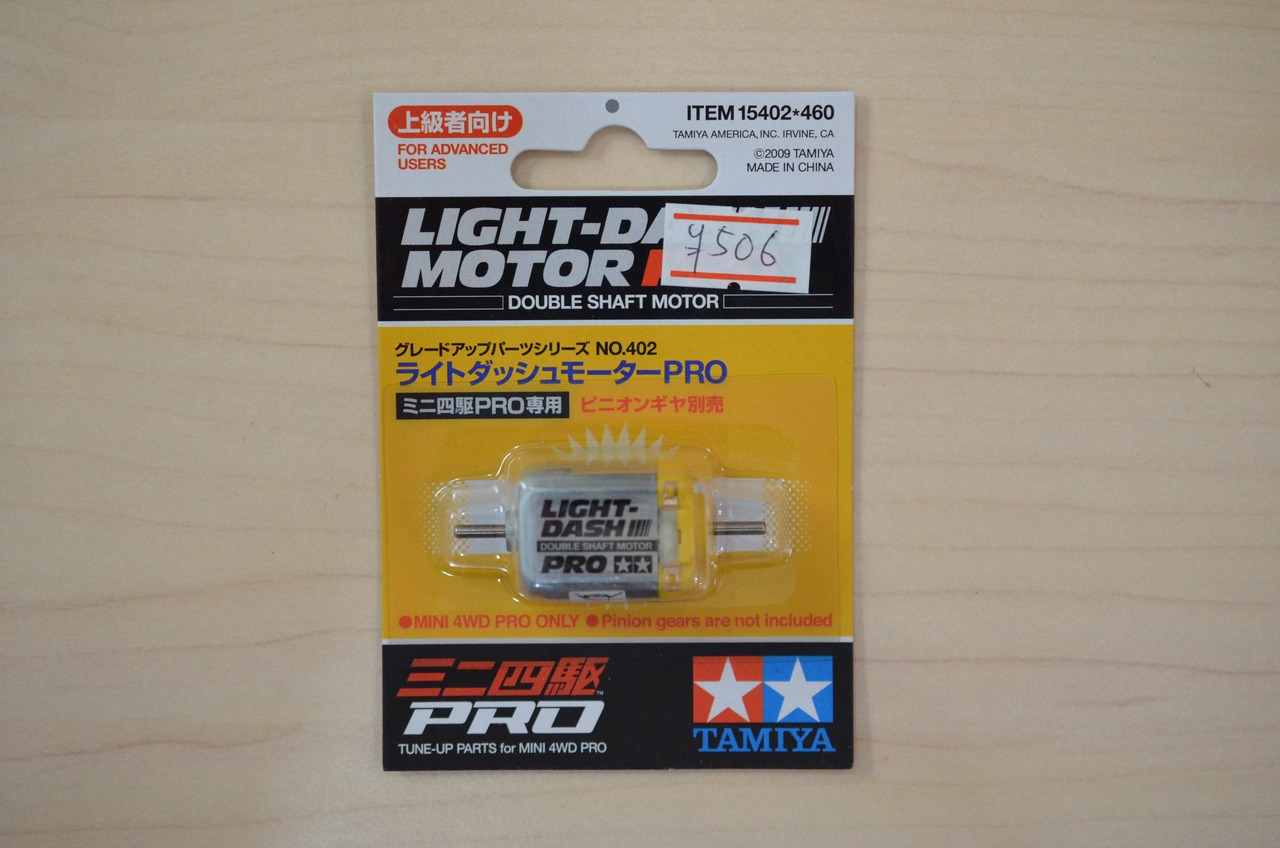 上級者向け
FOR ADVANCED
USERS
ITEM 15402*460
TAMIYA AMERICA, INC. IRVINE, CA
©2009 TAMIYA
MADE IN CHINA
LIGHT-DA
MOTOR
7506
DOUBLE SHAFT MOTOR
グレードアップパーツシリーズ NO.402
ライトダッシュモーターPRO
ミニ四駆PRO専用 ピニオンギヤ別売
LIGHT-
DASH
DOUBLE SHAFT MOTOR
PRO
●MINI 4WD PRO ONLY ●Pinion gears are not included
ミニ四駆™
PRO
TUNE-UP PARTS for MINI 4WD PRO
TAMIYA